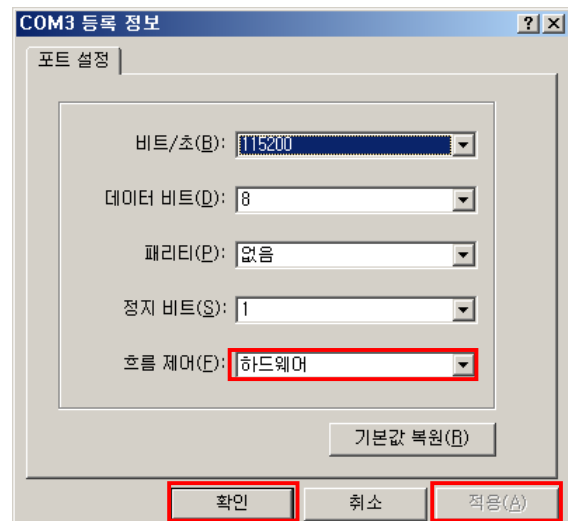 COM3 등록 정보
포트 설정
비트/초(B): 115200
데이터 비트(D): 8
패리티(P): 없음
정지 비트(S): 1
흐름 제어(F): 하드웨어
기본값 복원(R)
확인 취소 적용(A)